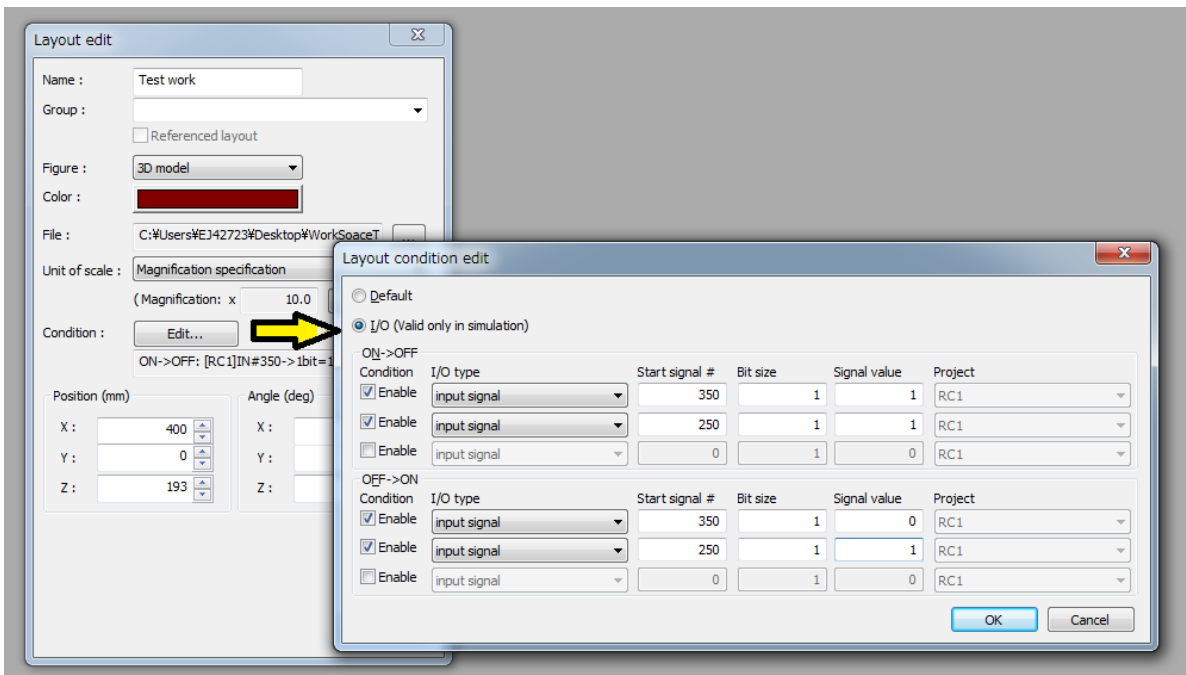 Layout edit
Name :
Test work
Group :
Referenced layout
Figure :
3D model
Color :
File :
C:¥Users¥EJ42723¥Desktop¥WorkSoaceT
...
Unit of scale :
Magnification specification
(Magnification: x
10.0
Condition :
Edit...
ON->OFF: [RC1]IN#350->1bit=1
Position (mm)
Angle (deg)
X :
400
X :
Y :
0
Y :
Z :
193
Z :
Layout condition edit
Default
I/O (Valid only in simulation)
ON->OFF
Condition I/O type Start signal # Bit size Signal value Project
Enable input signal 350 1 1 RC1
Enable input signal 250 1 1 RC1
Enable input signal 0 1 0 RC1
OFF->ON
Condition I/O type Start signal # Bit size Signal value Project
Enable input signal 350 1 0 RC1
Enable input signal 250 1 1 RC1
Enable input signal 0 1 0 RC1
OK
Cancel